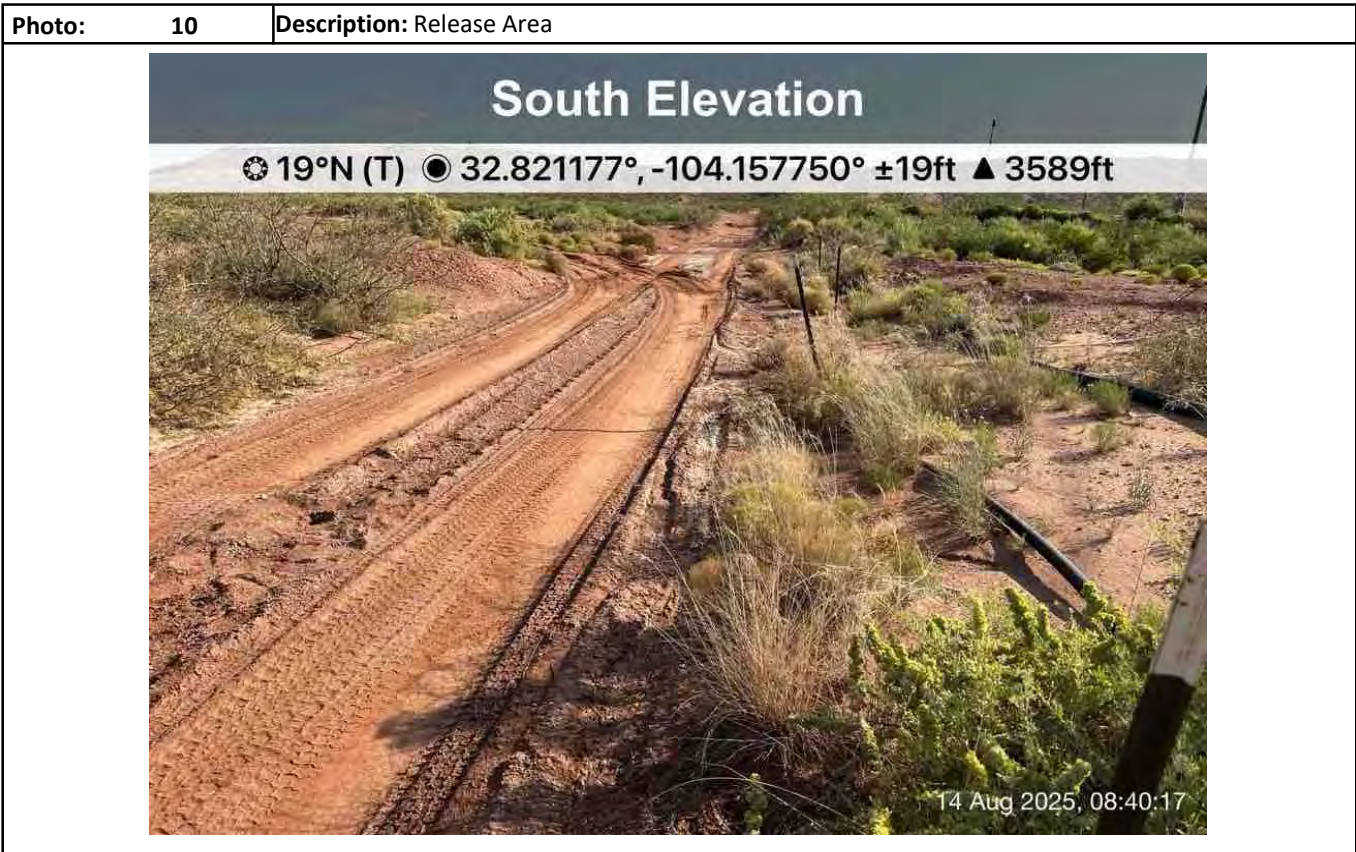 Photo: 10 Description: Release Area
South Elevation
19°N (T) 32.821177°, -104.157750° ±19ft ▲ 3589ft
14 Aug 2025, 08:40:17